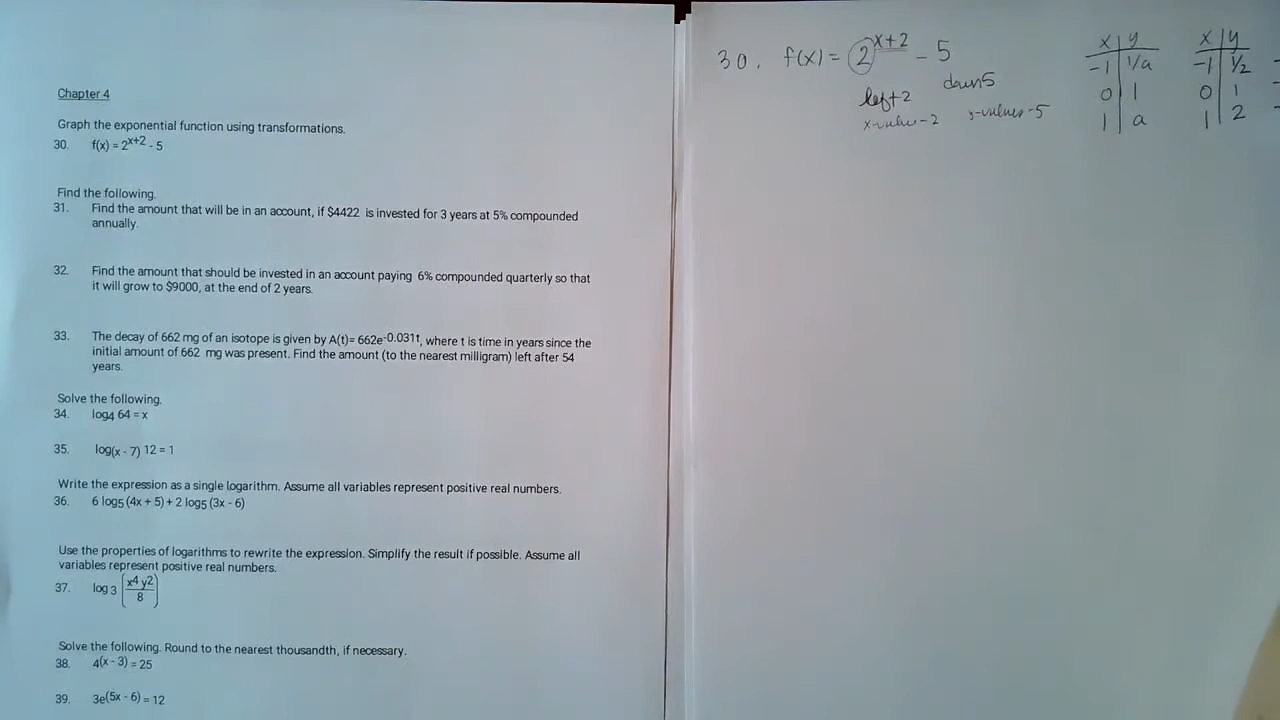 Chapter 4
Graph the exponential function using transformations.
30. f(x) = 2^x+2 - 5
Find the following.
31. Find the amount that will be in an account, if $4422 is invested for 3 years at 5% compounded
annually.
32. Find the amount that should be invested in an account paying 6% compounded quarterly so that
it will grow to $9000, at the end of 2 years.
33. The decay of 662 mg of an isotope is given by A(t)= 662e^-0.031t, where t is time in years since the
initial amount of 662 mg was present. Find the amount (to the nearest milligram) left after 54
years.
Solve the following.
34. log4 64 = x
35. log(x - 7) 12 = 1
Write the expression as a single logarithm. Assume all variables represent positive real numbers.
36. 6 log5 (4x + 5) + 2 log5 (3x - 6)
Use the properties of logarithms to rewrite the expression. Simplify the result if possible. Assume all
variables represent positive real numbers.
37. log 3 (x^4 y^2 / 8)
Solve the following. Round to the nearest thousandth, if necessary.
38. 4^(x - 3) = 25
39. 3e^(5x - 6) = 12
30. f(x) = 2^x+2 - 5
left 2 down 5
x-value - 2 y-values - 5
x y
-1 1/a
0 1
1 a
x y
-1 1/2
0 1
1 2